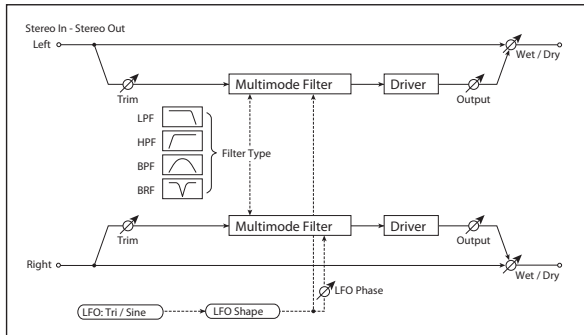 Stereo In - Stereo Out
Left
Wet / Dry
Trim
Multimode Filter
Driver
Output
LPF
HPF
BPF
BRF
Filter Type
Multimode Filter
Driver
Trim
Output
Right
Wet / Dry
LFO Phase
LFO: Tri / Sine
LFO Shape